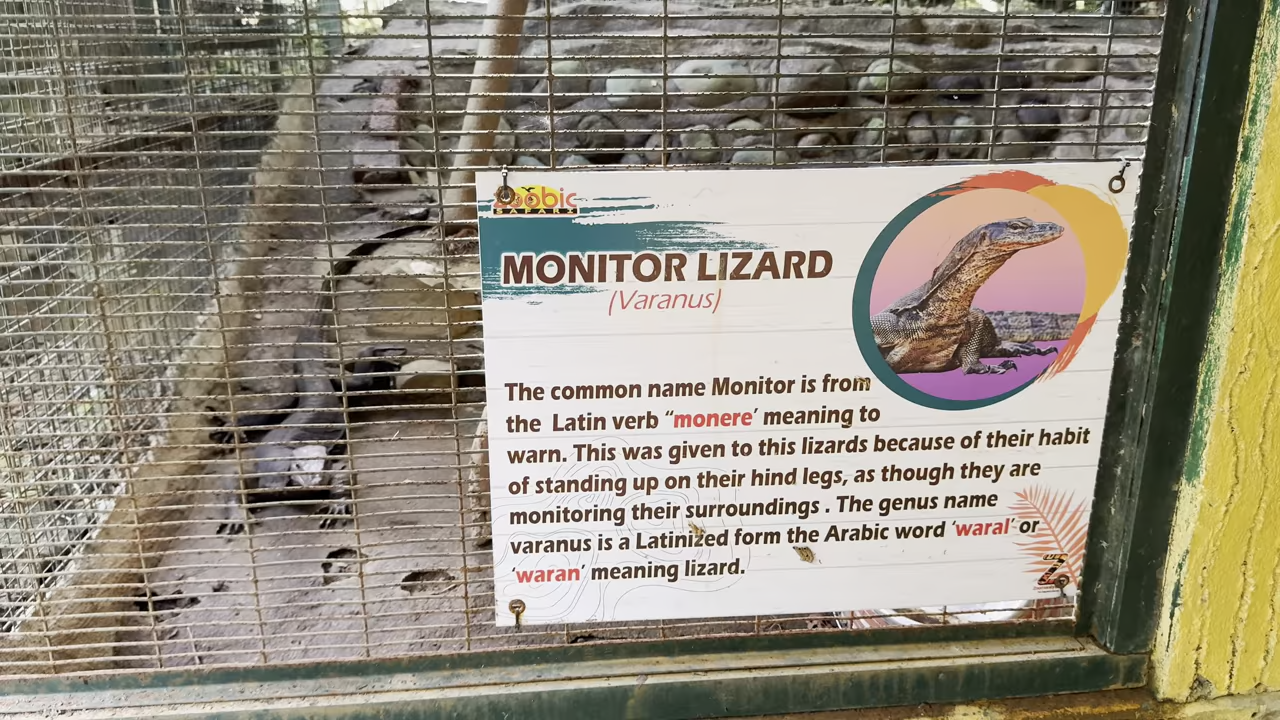 Zoobic
SAFARI
MONITOR LIZARD
(Varanus)
The common name Monitor is from
the Latin verb “monere’ meaning to
warn. This was given to this lizards because of their habit
of standing up on their hind legs, as though they are
monitoring their surroundings . The genus name
varanus is a Latinized form the Arabic word ‘waral’ or
‘waran’ meaning lizard.